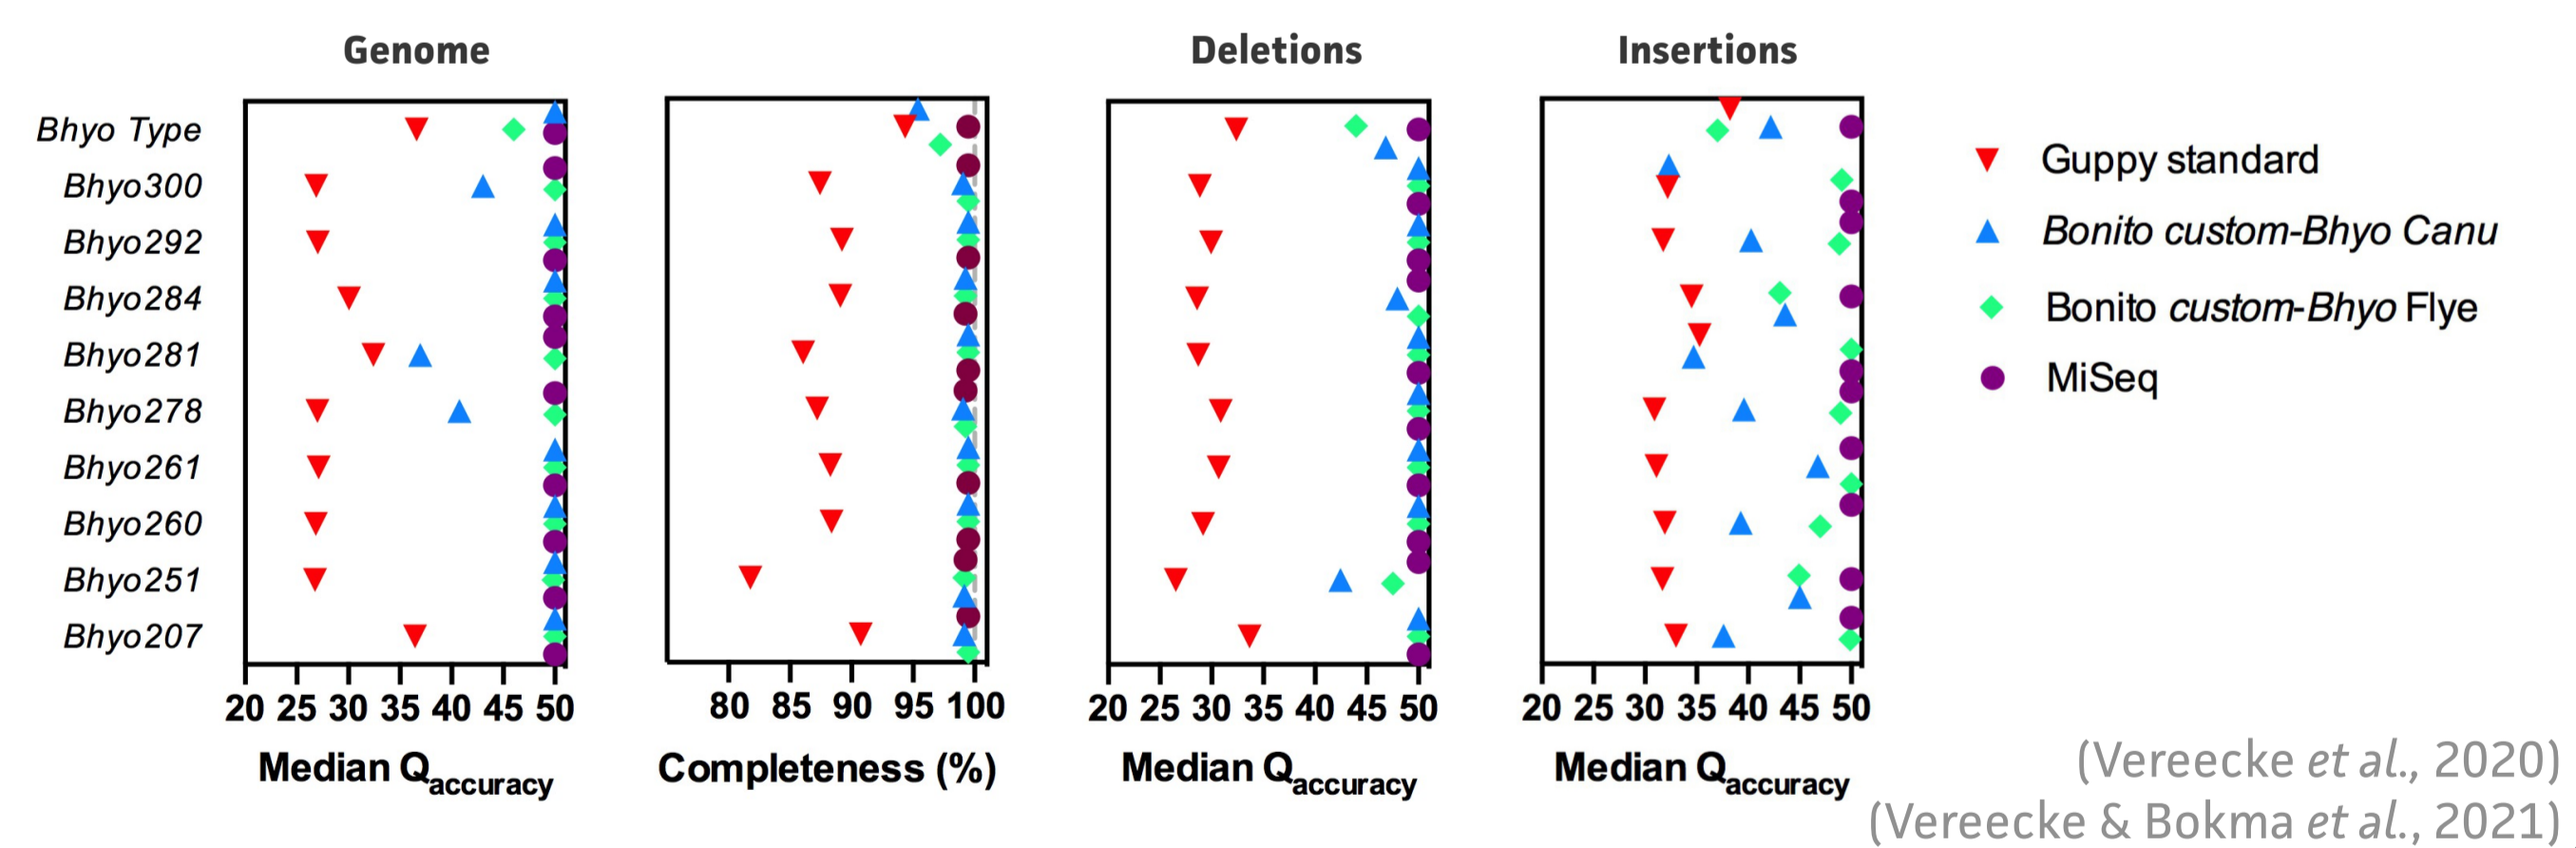 Genome
Deletions
Insertions
Bhyo Type
Bhyo300
Bhyo292
Bhyo284
Bhyo281
Bhyo278
Bhyo261
Bhyo260
Bhyo251
Bhyo207
20 25 30 35 40 45 50
Median Qaccuracy
80 85 90 95 100
Completeness (%)
20 25 30 35 40 45 50
Median Qaccuracy
20 25 30 35 40 45 50
Median Qaccuracy
Guppy standard
Bonito custom-Bhyo Canu
Bonito custom-Bhyo Flye
MiSeq
(Vereecke et al., 2020)
(Vereecke & Bokma et al., 2021)